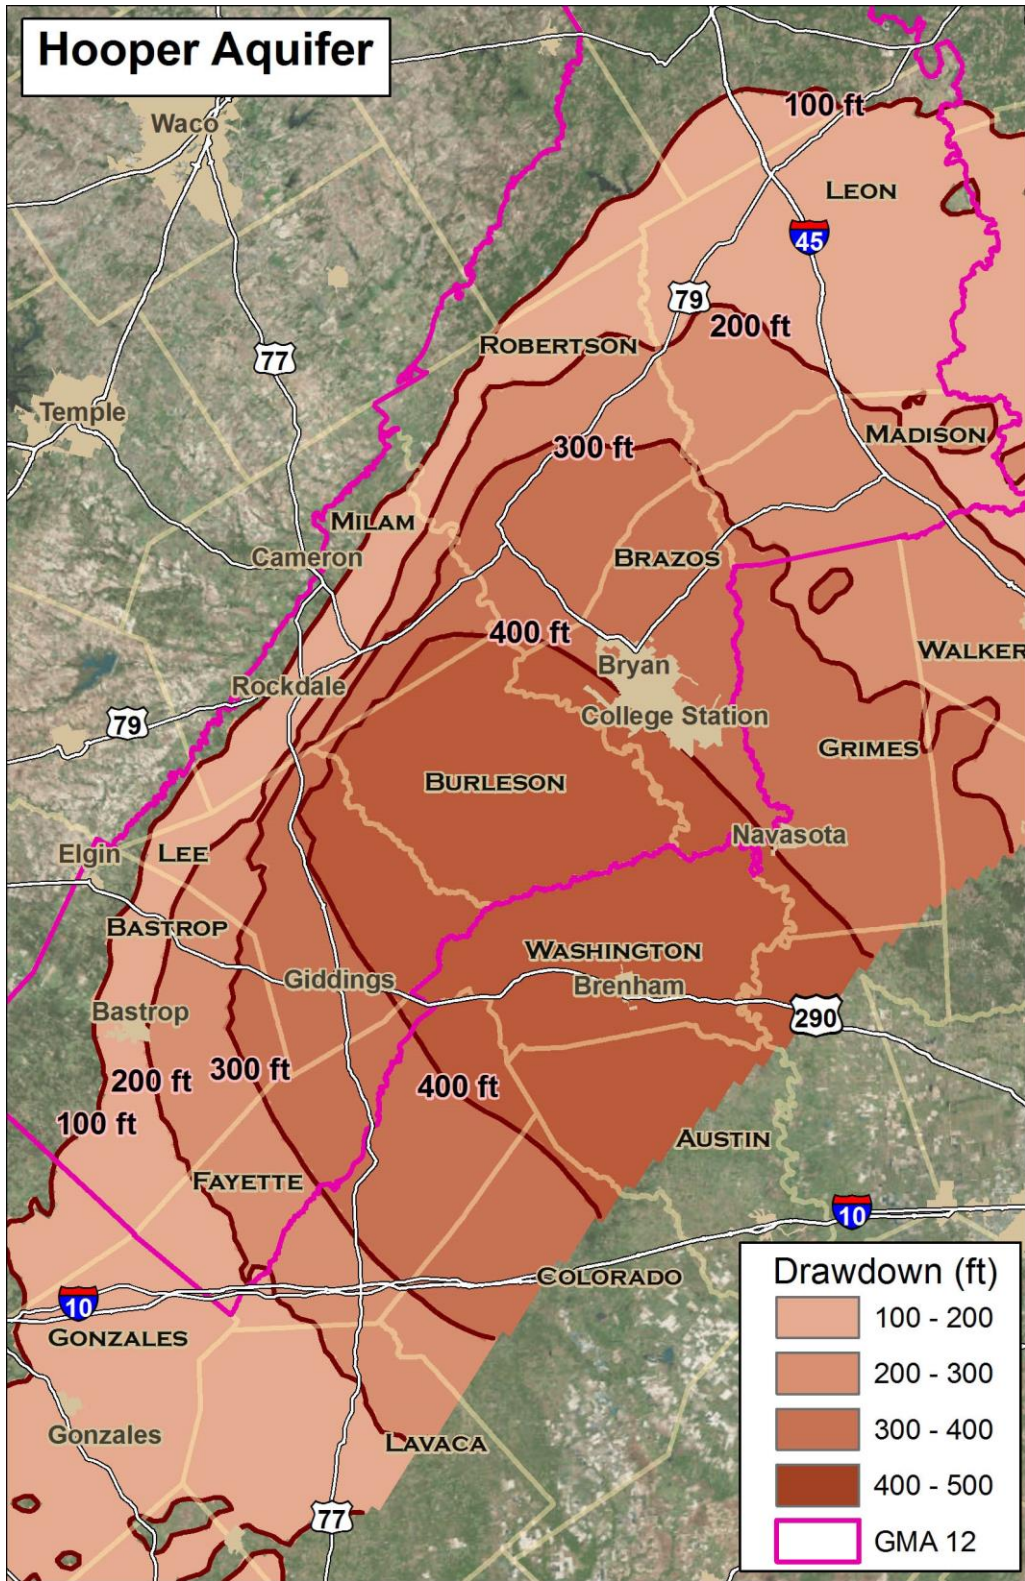 Hooper Aquifer
Waco
100 ft
LEON
45
79
200 ft
77
ROBERTSON
Temple
MADISON
300 ft
MILAM
Cameron
BRAZOS
400 ft
WALKER
Bryan
Rockdale
College Station
79
GRIMES
BURLESON
Navasota
Elgin
LEE
BASTROP
WASHINGTON
Giddings
Brenham
Bastrop
290
300 ft
200 ft
400 ft
100 ft
AUSTIN
FAYETTE
10
COLORADO
10
GONZALES
Gonzales
LAVACA
77
Drawdown (ft)
100 - 200
200 - 300
300 - 400
400 - 500
GMA 12